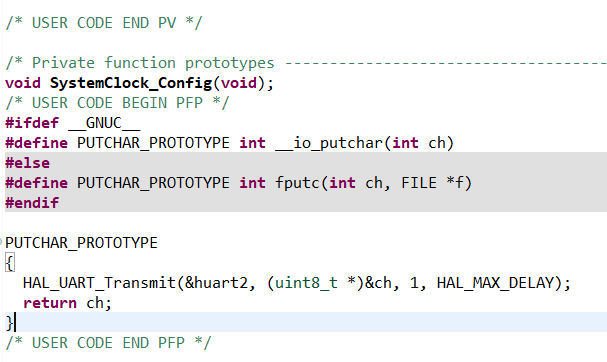 /* USER CODE END PV */
/* Private function prototypes -----------------------------------
void SystemClock_Config(void);
/* USER CODE BEGIN PFP */
#ifdef __GNUC__
#define PUTCHAR_PROTOTYPE int __io_putchar(int ch)
#else
#define PUTCHAR_PROTOTYPE int fputc(int ch, FILE *f)
#endif
PUTCHAR_PROTOTYPE
{
  HAL_UART_Transmit(&huart2, (uint8_t *)&ch, 1, HAL_MAX_DELAY);
  return ch;
}
/* USER CODE END PFP */